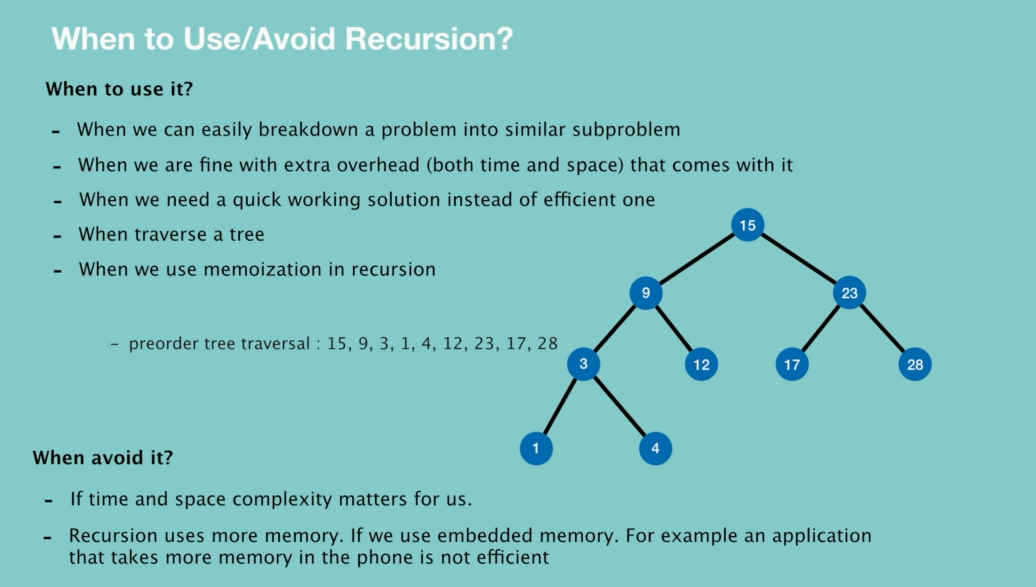 When to Use/Avoid Recursion?
When to use it?
- When we can easily breakdown a problem into similar subproblem
- When we are fine with extra overhead (both time and space) that comes with it
- When we need a quick working solution instead of efficient one
- When traverse a tree
- When we use memoization in recursion
- preorder tree traversal : 15, 9, 3, 1, 4, 12, 23, 17, 28
15
9
23
3
12
17
28
1
4
When avoid it?
- If time and space complexity matters for us.
- Recursion uses more memory. If we use embedded memory. For example an application
that takes more memory in the phone is not efficient